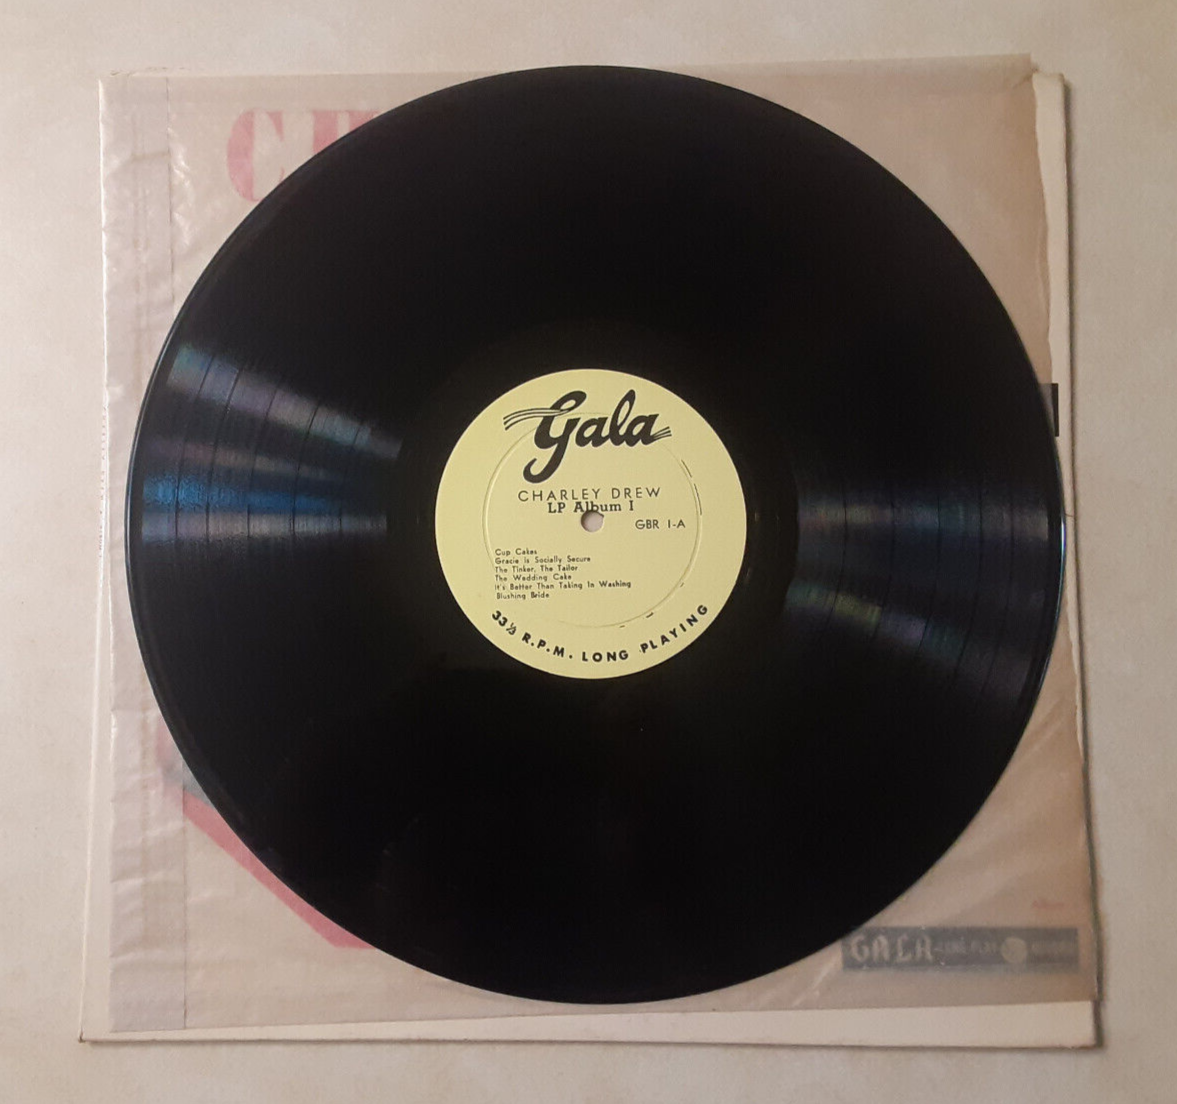 Gala
CHARLEY DREW
LP Album I
GBR 1-A
Cup Cakes
Gracie Is Socially Secure
The Tinker, The Tailor
The Wedding Cake
It's Better Than Taking In Washing
Blushing Bride
33⅓ R.P.M. LONG PLAYING
GALA